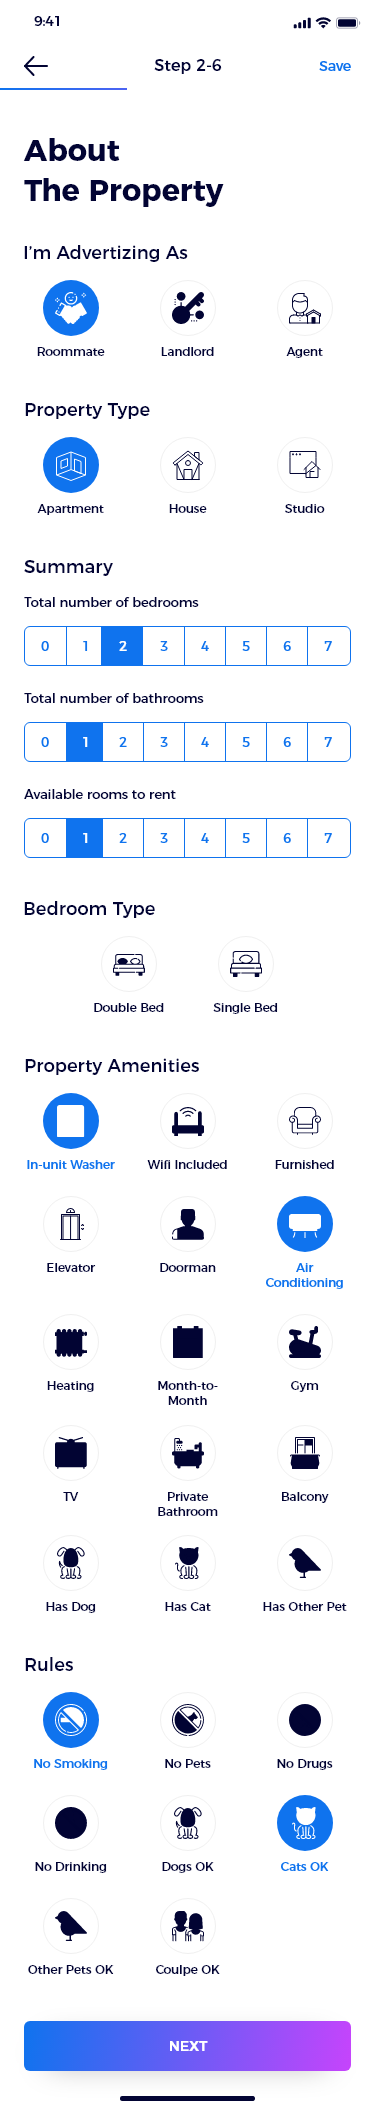 9:41
Step 2-6
Save
About
The Property
I'm Advertizing As
Roommate
Landlord
Agent
Property Type
Apartment
House
Studio
Summary
Total number of bedrooms
0 1 2 3 4 5 6 7
Total number of bathrooms
0 1 2 3 4 5 6 7
Available rooms to rent
0 1 2 3 4 5 6 7
Bedroom Type
Double Bed
Single Bed
Property Amenities
In-unit Washer
Wifi Included
Furnished
Elevator
Doorman
Air
Conditioning
Heating
Month-to-
Month
Gym
TV
Private
Bathroom
Balcony
Has Dog
Has Cat
Has Other Pet
Rules
No Smoking
No Pets
No Drugs
No Drinking
Dogs OK
Cats OK
Other Pets OK
Coulpe OK
NEXT